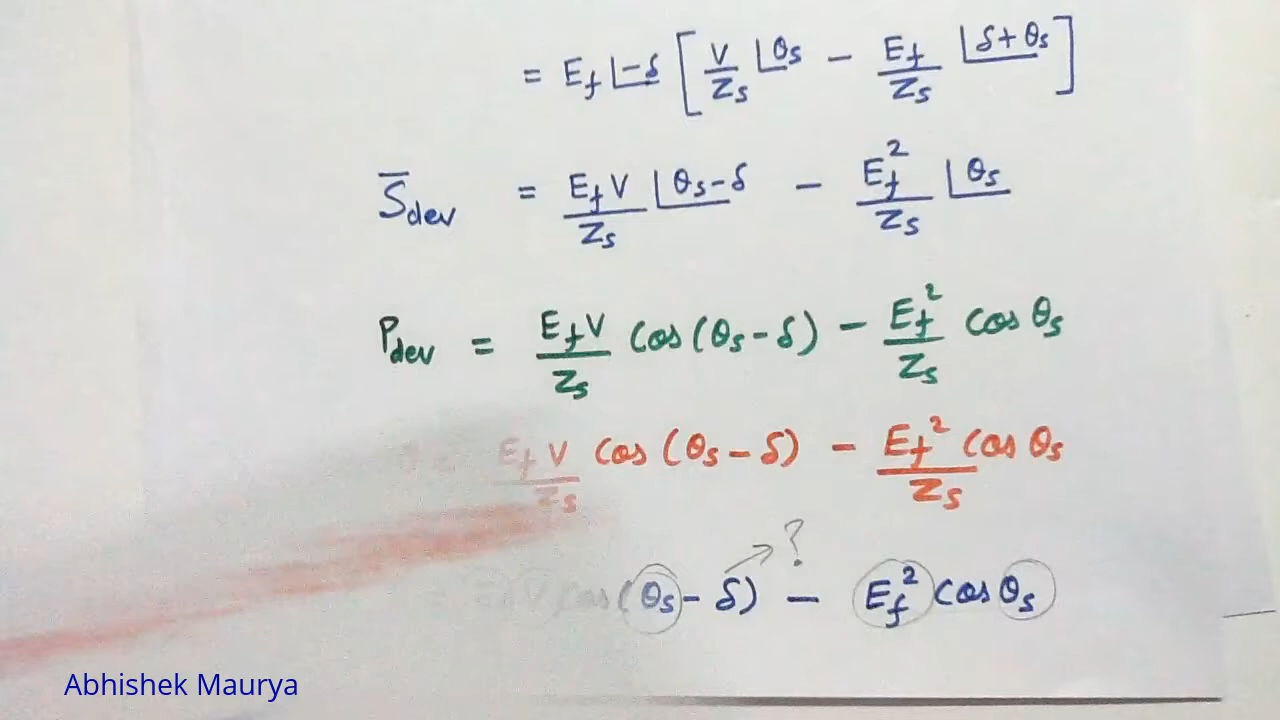 = E_f ∠-δ [ V/Z_s ∠θ_s - E_f/Z_s ∠δ+θ_s ]
S̄_dev = E_f V/Z_s ∠θ_s-δ - E_f²/Z_s ∠θ_s
P_dev = E_f V/Z_s cos(θ_s-δ) - E_f²/Z_s cos θ_s
E_f V/Z_s cos(θ_s-δ) - E_f² cos θ_s/Z_s
?
V cos(θ_s-δ) - E_f² cos θ_s
Abhishek Maurya